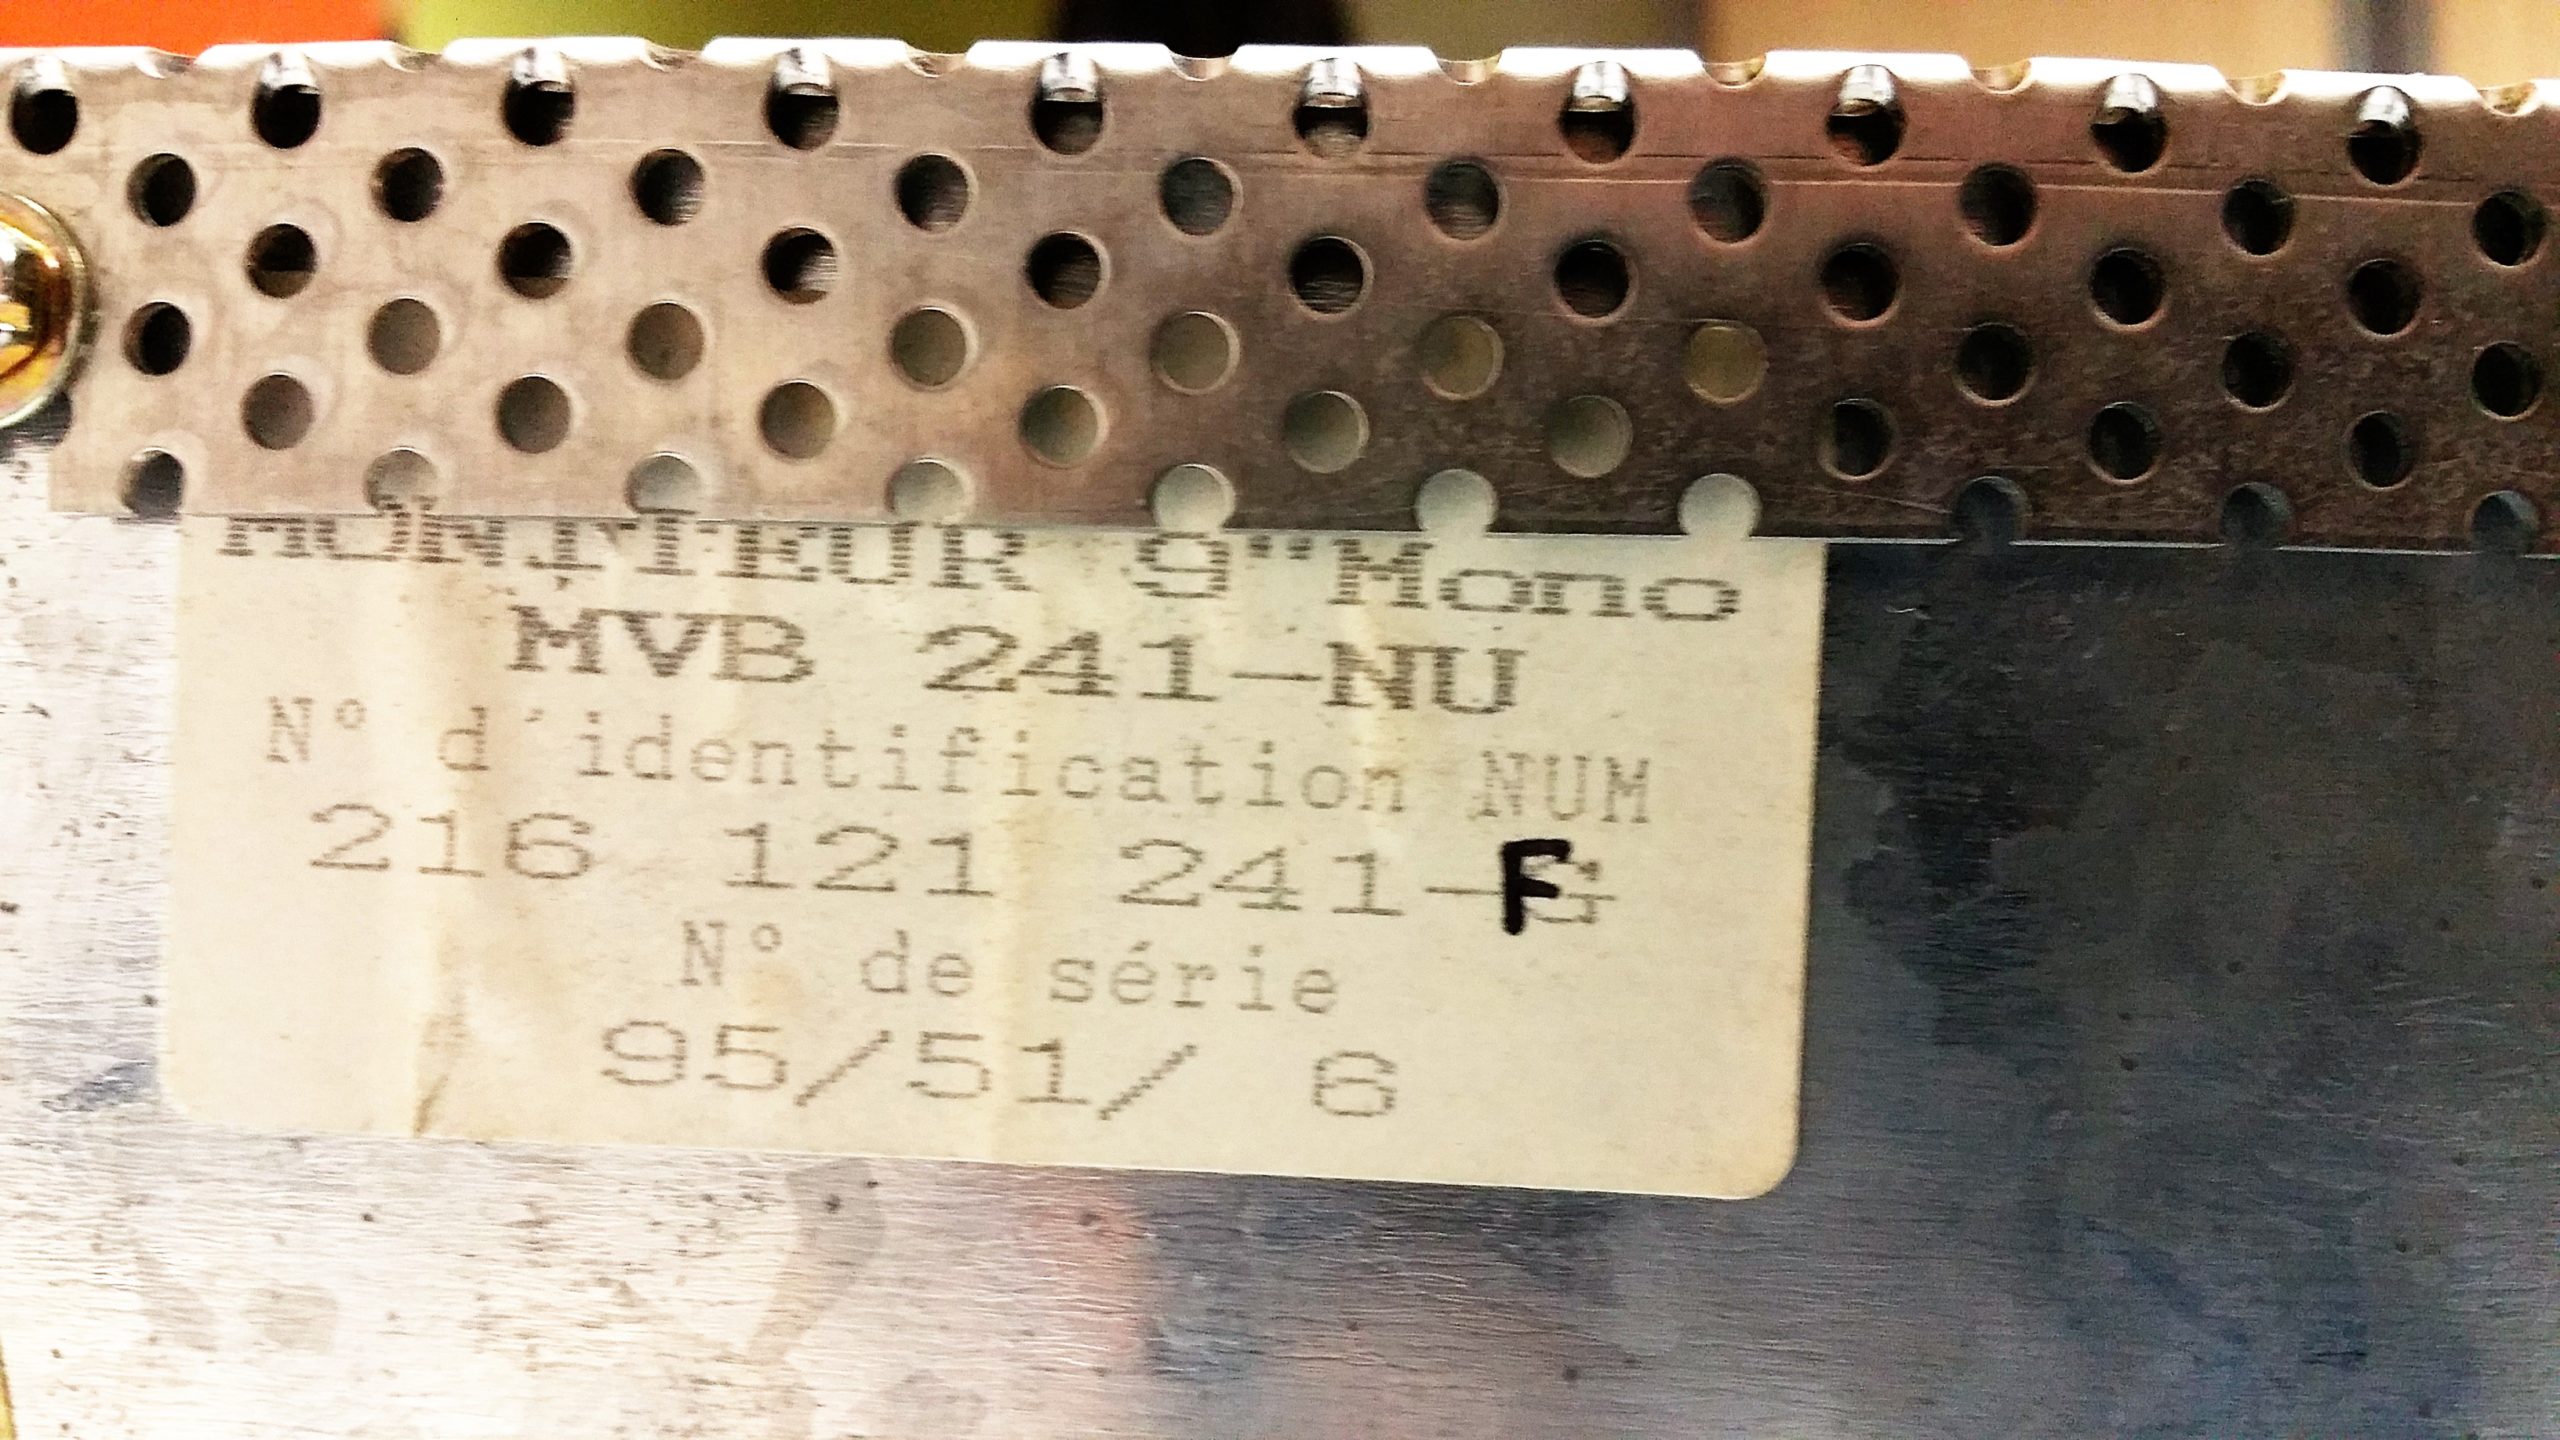 MONITEUR 9"Mono
MVB 241-NU
N° d'identification NUM
216 121 241-F
N° de série
95/51/ 6